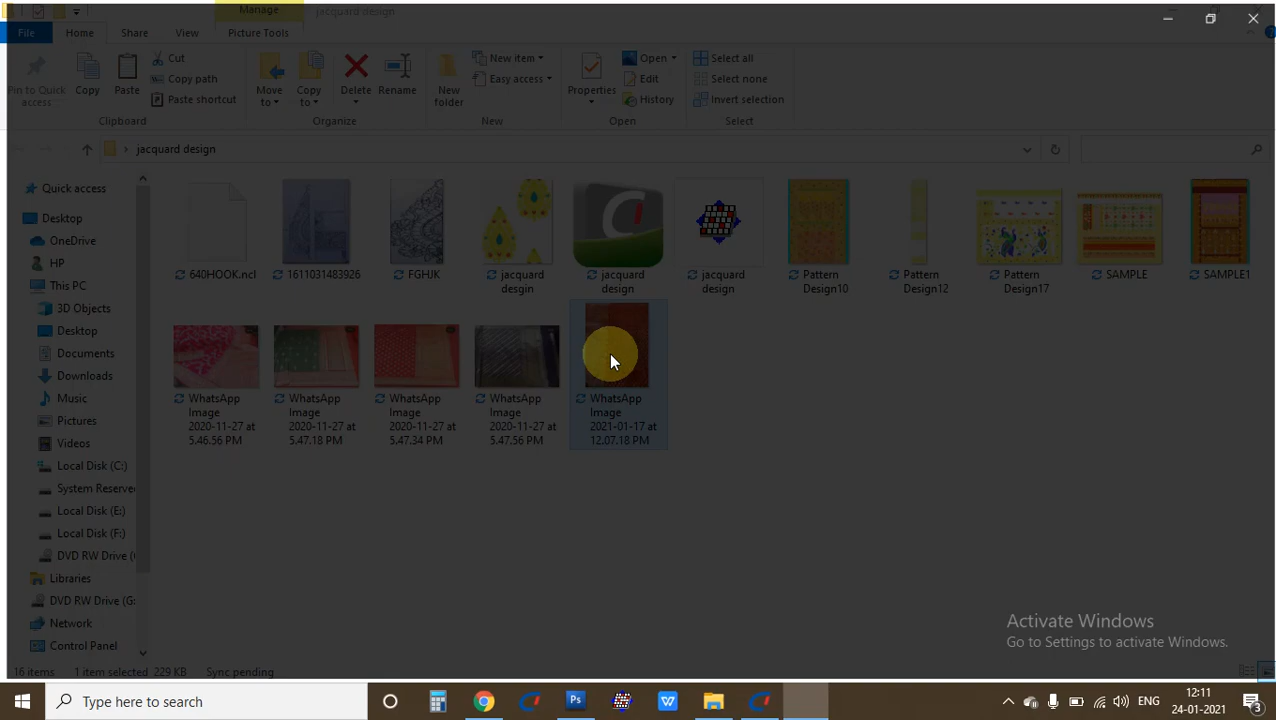 Manage
jacquard design
File
Home
Share
View
Picture Tools
Pin to Quick access
Copy
Paste
Cut
Copy path
Paste shortcut
Move to
Copy to
Delete
Rename
New folder
New item
Easy access
Properties
Open
Edit
History
Select all
Select none
Invert selection
Clipboard
Organize
New
Open
Select
jacquard design
Quick access
Desktop
OneDrive
HP
This PC
3D Objects
Desktop
Documents
Downloads
Music
Pictures
Videos
Local Disk (C:)
System Reserve
Local Disk (E:)
Local Disk (F:)
DVD RW Drive (
Libraries
DVD RW Drive (G:
Network
Control Panel
640HOOK.ncl
1611031483926
FGHJK
jacquard
desgin
jacquard
design
jacquard
design
Pattern
Design10
Pattern
Design12
Pattern
Design17
SAMPLE
SAMPLE1
WhatsApp
Image
2020-11-27 at
5.46.56 PM
WhatsApp
Image
2020-11-27 at
5.47.18 PM
WhatsApp
Image
2020-11-27 at
5.47.34 PM
WhatsApp
Image
2020-11-27 at
5.47.56 PM
WhatsApp
Image
2021-01-17 at
12.07.18 PM
Activate Windows
Go to Settings to activate Windows.
16 items
1 item selected
229 KB
Sync pending
Type here to search
Ps
W
ENG
12:11
24-01-2021
3